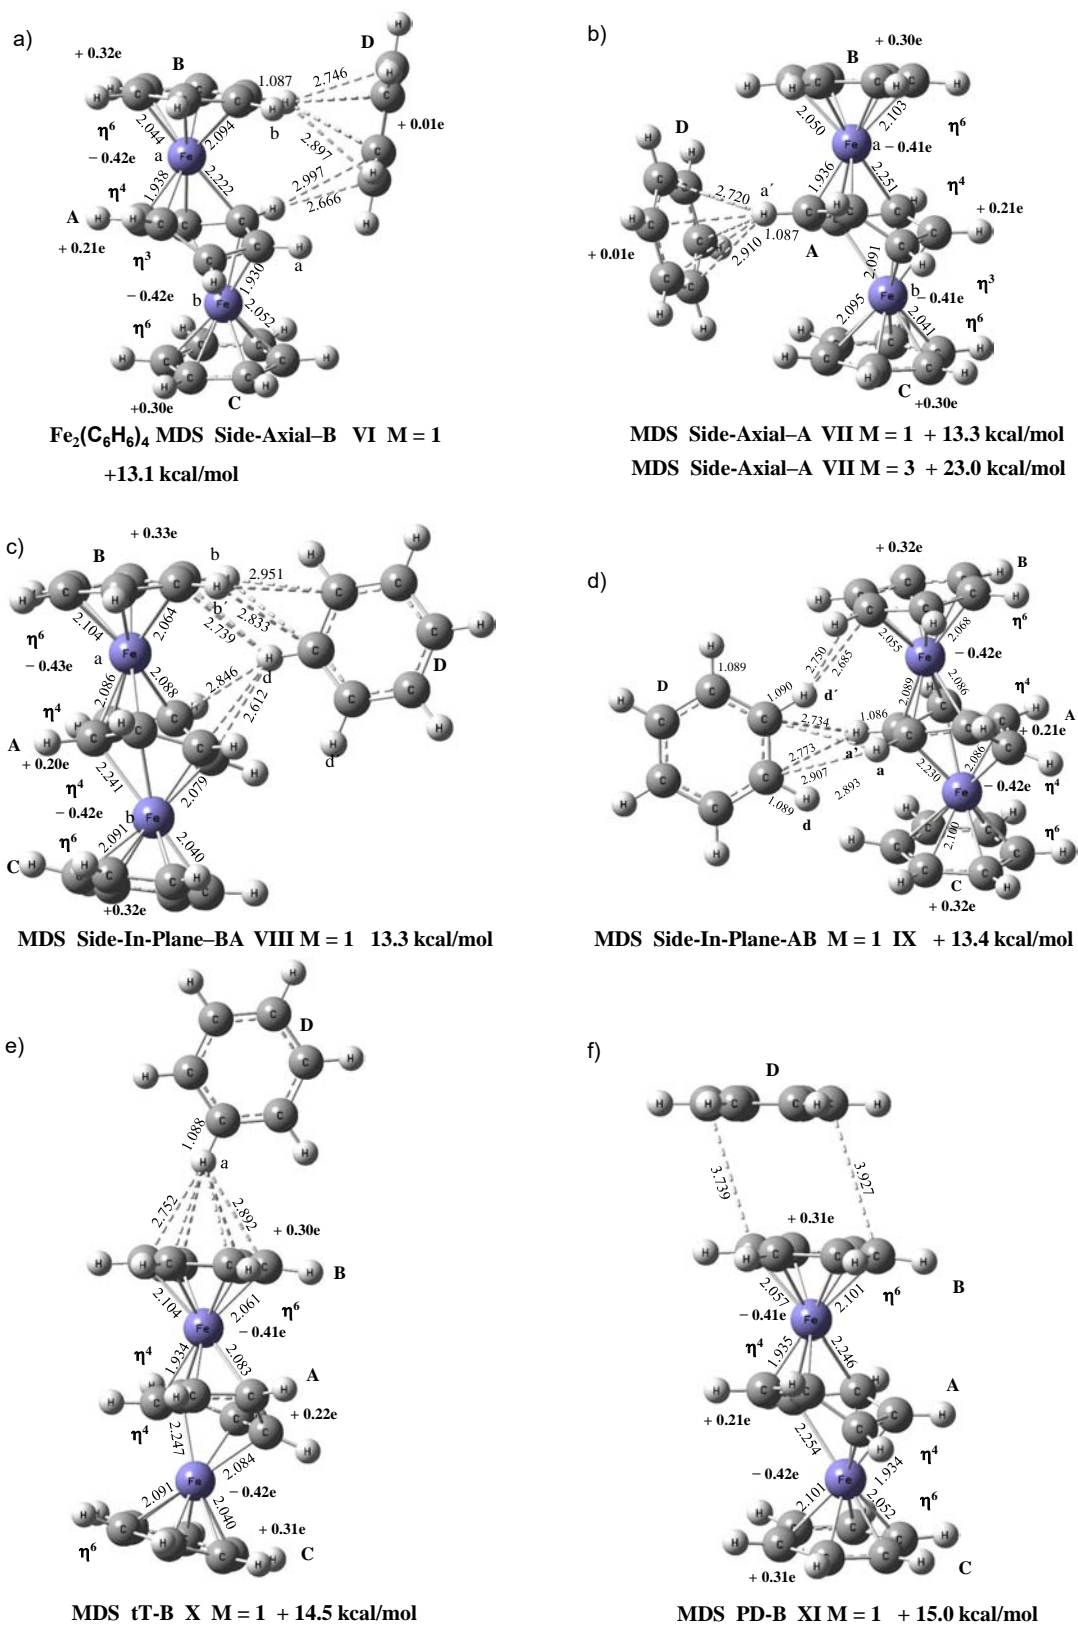 a)
D
+ 0.32e
B
1.087
2.746
b
+ 0.01e
η⁶
2.044
2.094
2.897
− 0.42e
a
Fe
2.997
η⁴
1.938
2.222
2.666
A
+ 0.21e
a
η³
1.930
− 0.42e
b
Fe
2.052
η⁶
C
+0.30e
Fe₂(C₆H₆)₄ MDS Side-Axial–B VI M = 1
+13.1 kcal/mol
b)
+ 0.30e
B
D
2.050
2.103
η⁶
Fe
a
− 0.41e
2.720
a´
1.936
2.251
η⁴
+ 0.21e
1.087
+ 0.01e
2.910
A
2.091
η³
Fe
b
− 0.41e
2.095
2.041
η⁶
C
+0.30e
MDS Side-Axial–A VII M = 1 + 13.3 kcal/mol
MDS Side-Axial–A VII M = 3 + 23.0 kcal/mol
c)
+ 0.33e
B
b
2.951
b´
2.833
2.739
2.104
2.064
η⁶
a
Fe
− 0.43e
d
D
2.086
2.088
2.846
2.612
η⁴
A
+ 0.20e
d
η⁴
2.241
2.079
− 0.42e
b
Fe
η⁶
2.091
2.040
C
+0.32e
MDS Side-In-Plane–BA VIII M = 1 13.3 kcal/mol
d)
+ 0.32e
B
η⁶
2.055
2.068
Fe
− 0.42e
1.089
2.750
2.685
D
1.090
d´
2.089
2.086
η⁴
2.734
1.086
A
+ 0.21e
a´
2.773
a
2.086
2.907
2.230
η⁴
1.089
2.893
Fe
− 0.42e
d
2.100
η⁶
C
+ 0.32e
MDS Side-In-Plane-AB M = 1 IX + 13.4 kcal/mol
e)
D
1.088
a
2.752
2.892
+ 0.30e
B
2.104
2.061
η⁶
Fe
− 0.41e
η⁴
1.934
2.083
A
+ 0.22e
η⁴
2.247
2.084
Fe
− 0.42e
2.091
2.040
+ 0.31e
η⁶
C
MDS tT-B X M = 1 + 14.5 kcal/mol
f)
D
3.739
3.927
+ 0.31e
B
2.057
2.101
η⁶
− 0.41e
Fe
η⁴
1.935
2.246
A
+ 0.21e
η⁴
2.254
− 0.42e
Fe
1.934
2.101
2.052
η⁶
C
+ 0.31e
MDS PD-B XI M = 1 + 15.0 kcal/mol